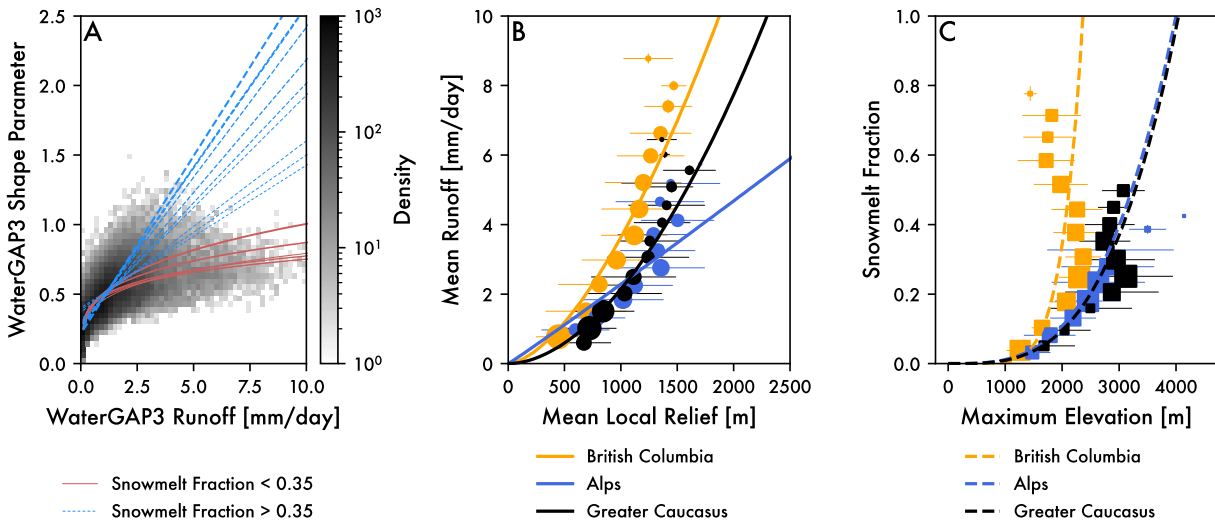 A
2.5
2.0
1.5
1.0
0.5
0.0
WaterGAP3 Shape Parameter
0.0 2.5 5.0 7.5 10.0
WaterGAP3 Runoff [mm/day]
10³
10²
10¹
10⁰
Density
Snowmelt Fraction < 0.35
Snowmelt Fraction > 0.35
B
10
8
6
4
2
0
Mean Runoff [mm/day]
0 500 1000 1500 2000 2500
Mean Local Relief [m]
British Columbia
Alps
Greater Caucasus
C
1.0
0.8
0.6
0.4
0.2
0.0
Snowmelt Fraction
0 1000 2000 3000 4000
Maximum Elevation [m]
British Columbia
Alps
Greater Caucasus